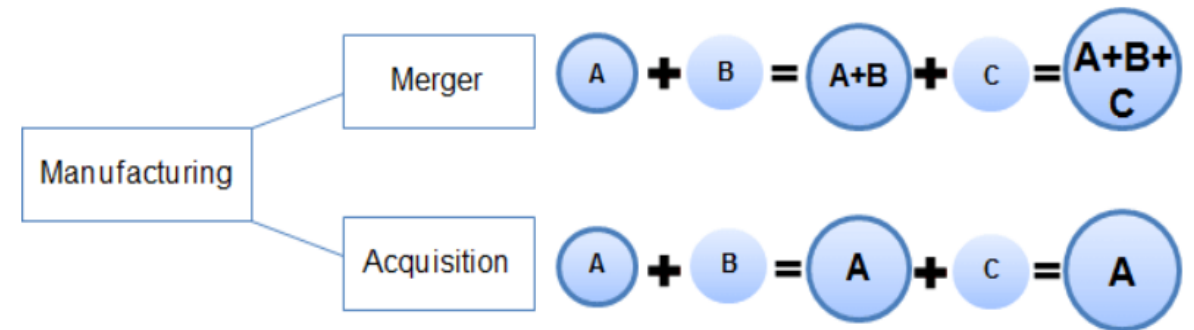 Manufacturing
Merger
A + B = A+B + C = A+B+
C
Acquisition
A + B = A + C = A